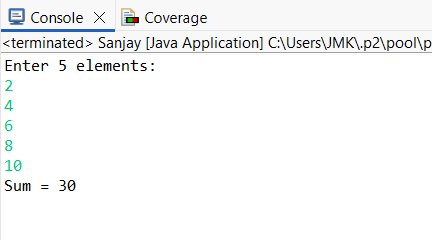 Console Coverage
<terminated> Sanjay [Java Application] C:\Users\JMK\.p2\pool\p
Enter 5 elements:
2
4
6
8
10
Sum = 30